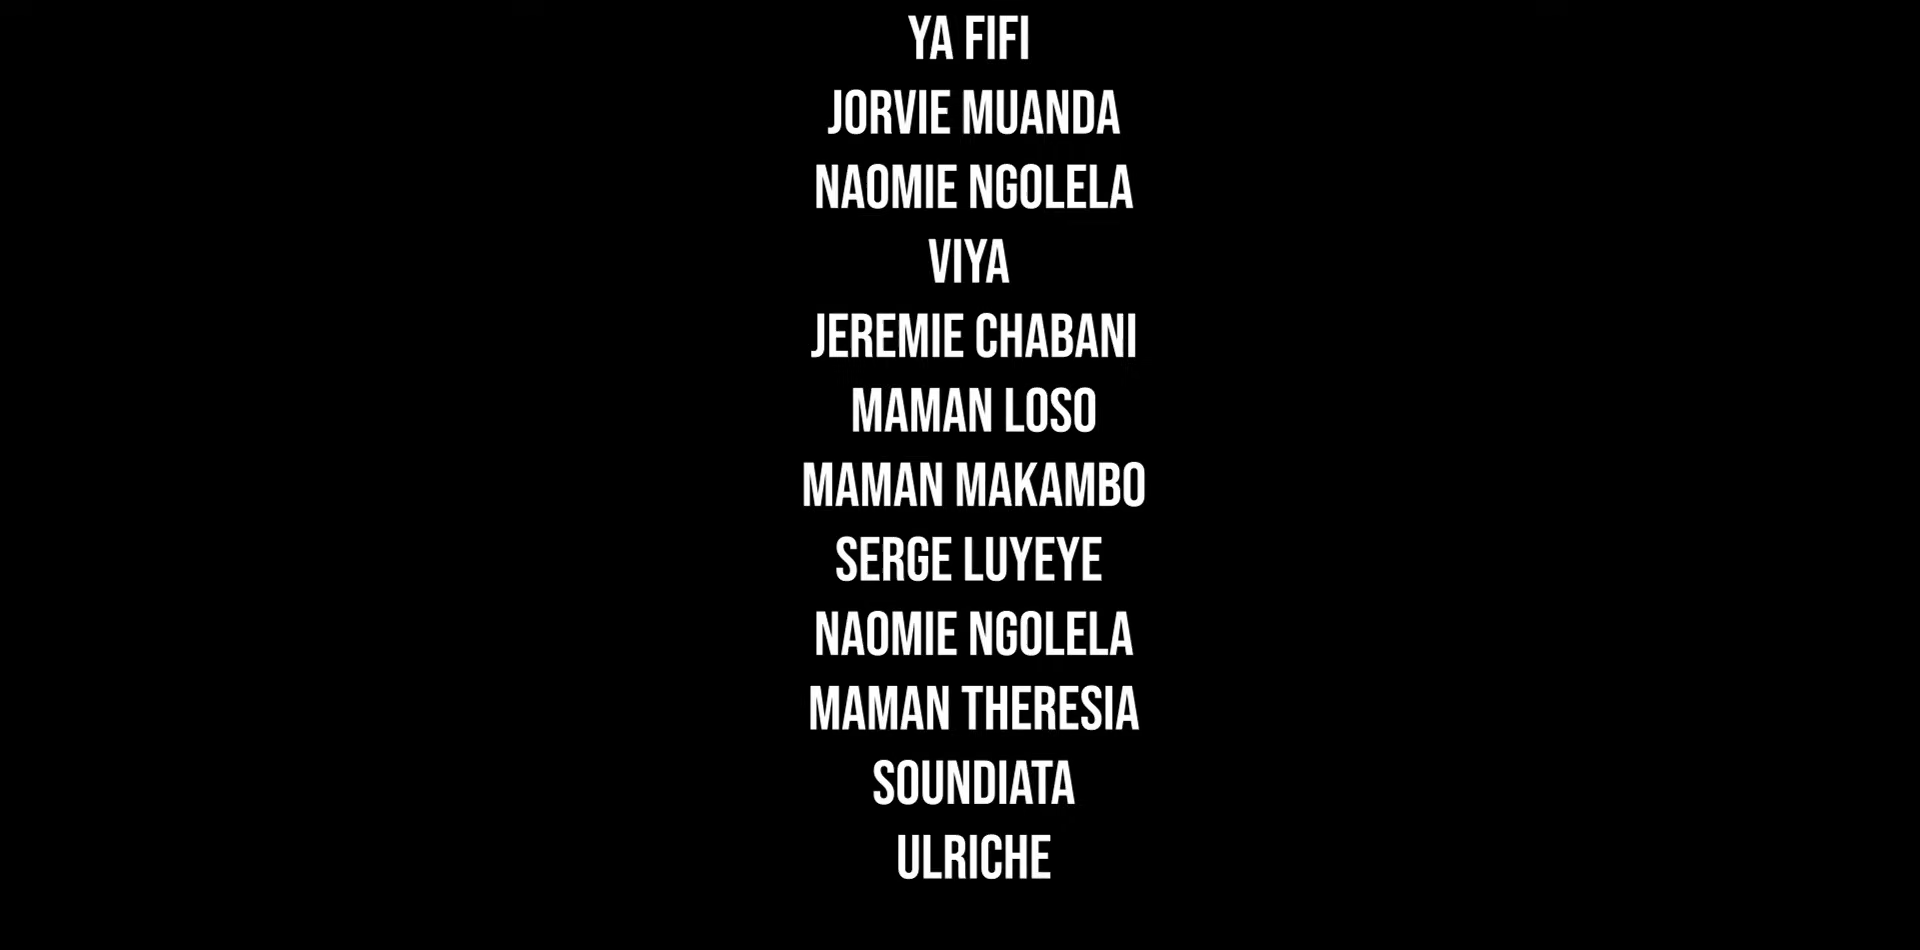 YA FIFI
JORVIE MUANDA
NAOMIE NGOLELA
VIYA
JEREMIE CHABANI
MAMAN LOSO
MAMAN MAKAMBO
SERGE LUYEYE
NAOMIE NGOLELA
MAMAN THERESIA
SOUNDIATA
ULRICHE